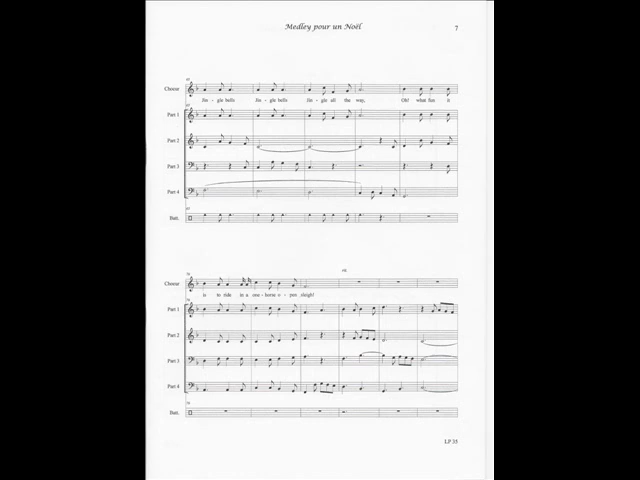 Medley pour un Noël
7
Choeur
Jin - gle bells Jin - gle bells Jin - gle all the way, Oh! what fun it
Part 1
Part 2
Part 3
Part 4
Batt.
Choeur
is to ride in a one - horse o - pen sleigh!
Part 1
Part 2
Part 3
Part 4
Batt.
LP 35